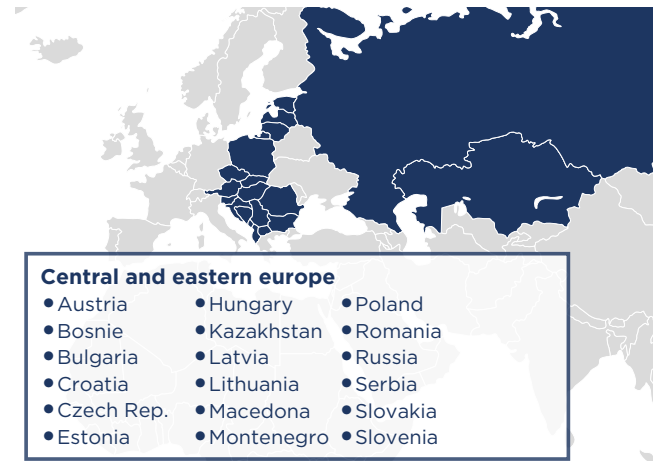 Central and eastern europe
• Austria
• Bosnie
• Bulgaria
• Croatia
• Czech Rep.
• Estonia
• Hungary
• Kazakhstan
• Latvia
• Lithuania
• Macedona
• Montenegro
• Poland
• Romania
• Russia
• Serbia
• Slovakia
• Slovenia